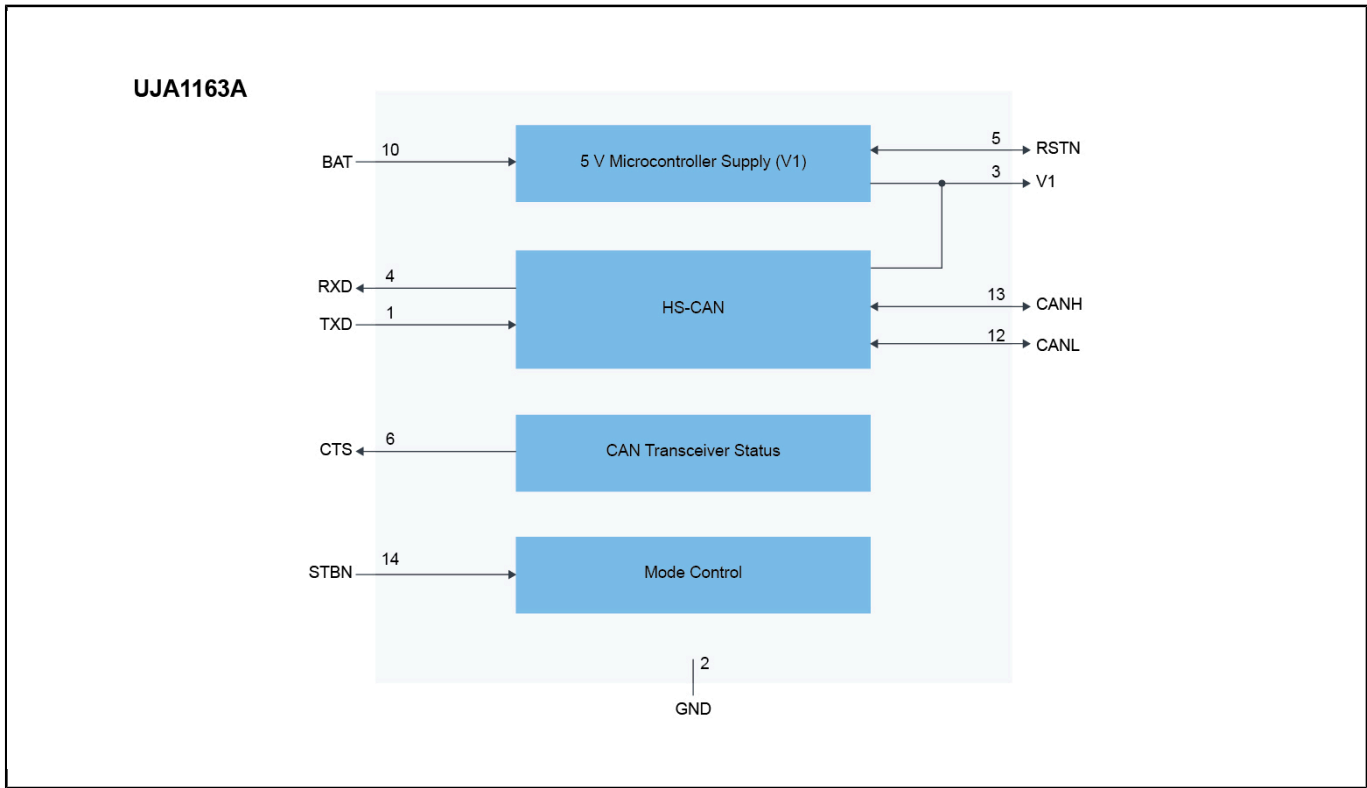 UJA1163A
BAT
10
5 V Microcontroller Supply (V1)
5
RSTN
3
V1
RXD
4
TXD
1
HS-CAN
13
CANH
12
CANL
CTS
6
CAN Transceiver Status
STBN
14
Mode Control
2
GND